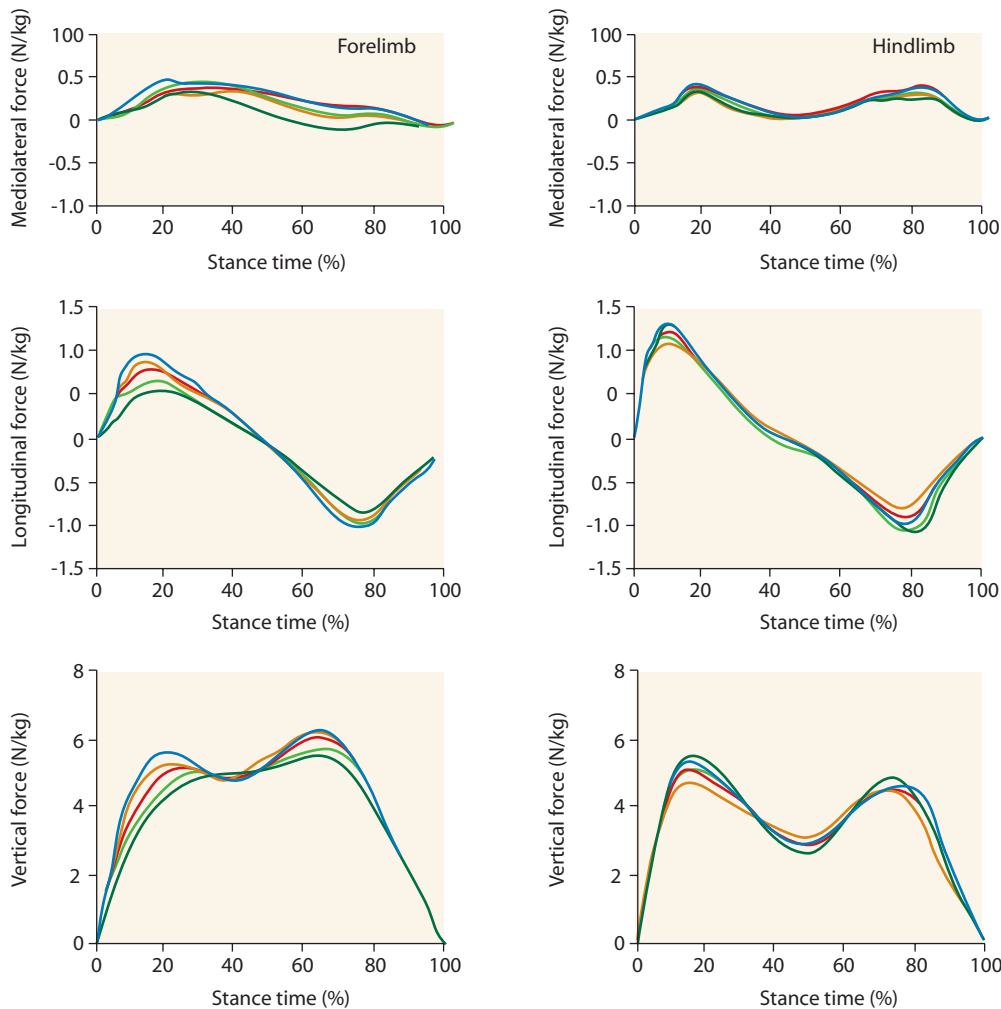 Mediolateral force (N/kg)
100
0.5
0
-0.5
-1.0
Forelimb
0 20 40 60 80 100
Stance time (%)
Mediolateral force (N/kg)
100
0.5
0
-0.5
-1.0
Hindlimb
0 20 40 60 80 100
Stance time (%)
Longitudinal force (N/kg)
1.5
1.0
0
0
0.5
-1.0
-1.5
0 20 40 60 80 100
Stance time (%)
Longitudinal force (N/kg)
1.5
1.0
0
0
0.5
-1.0
-1.5
0 20 40 60 80 100
Stance time (%)
Vertical force (N/kg)
8
6
4
2
0
0 20 40 60 80 100
Stance time (%)
Vertical force (N/kg)
8
6
4
2
0
0 20 40 60 80 100
Stance time (%)